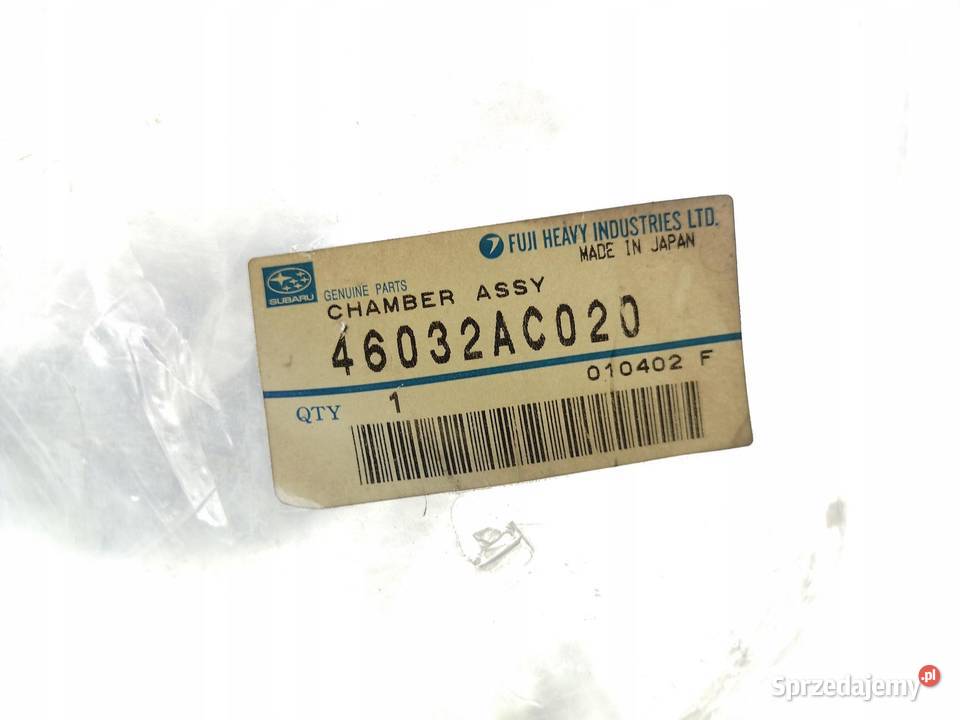 FUJI HEAVY INDUSTRIES LTD.
MADE IN JAPAN
SUBARU
GENUINE PARTS
CHAMBER ASSY
46032AC020
010402 F
QTY 1
Sprzedajemy.pl